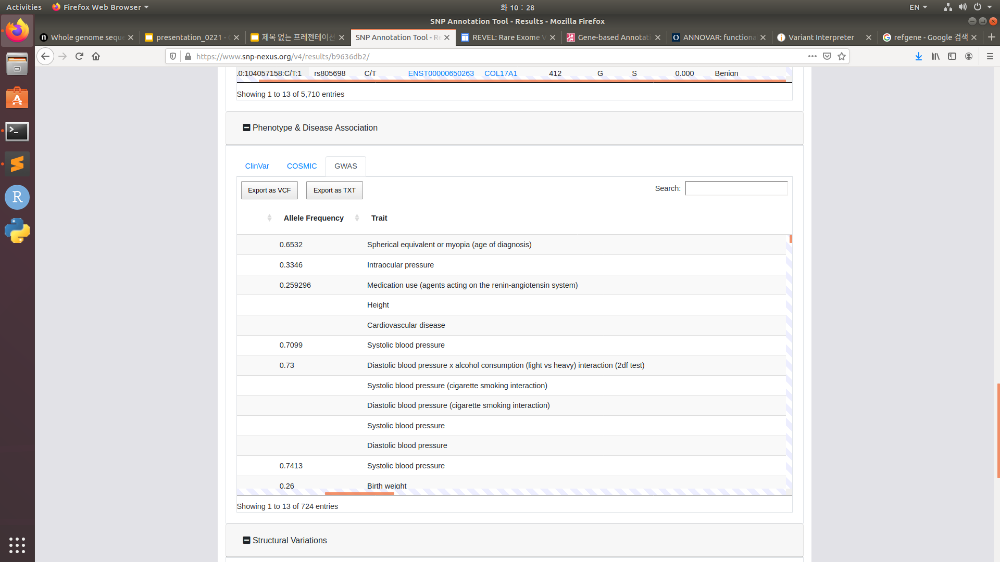 Activities
Firefox Web Browser
화 10 : 28
EN
SNP Annotation Tool - Results - Mozilla Firefox
Whole genome seque
presentation_0221 -
제목 없는 프레젠테이션
SNP Annotation Tool - Re
REVEL: Rare Exome V
Gene-based Annotati
ANNOVAR: functiona
Variant Interpreter
refgene - Google 검색
https://www.snp-nexus.org/v4/results/b9636db2/
.0:104057158:C/T:1 rs805698 C/T ENST00000650263 COL17A1 412 G S 0.000 Benign
Showing 1 to 13 of 5,710 entries
Phenotype & Disease Association
ClinVar COSMIC GWAS
Export as VCF Export as TXT Search:
Allele Frequency Trait
0.6532 Spherical equivalent or myopia (age of diagnosis)
0.3346 Intraocular pressure
0.259296 Medication use (agents acting on the renin-angiotensin system)
Height
Cardiovascular disease
0.7099 Systolic blood pressure
0.73 Diastolic blood pressure x alcohol consumption (light vs heavy) interaction (2df test)
Systolic blood pressure (cigarette smoking interaction)
Diastolic blood pressure (cigarette smoking interaction)
Systolic blood pressure
Diastolic blood pressure
0.7413 Systolic blood pressure
0.26 Birth weight
Showing 1 to 13 of 724 entries
Structural Variations